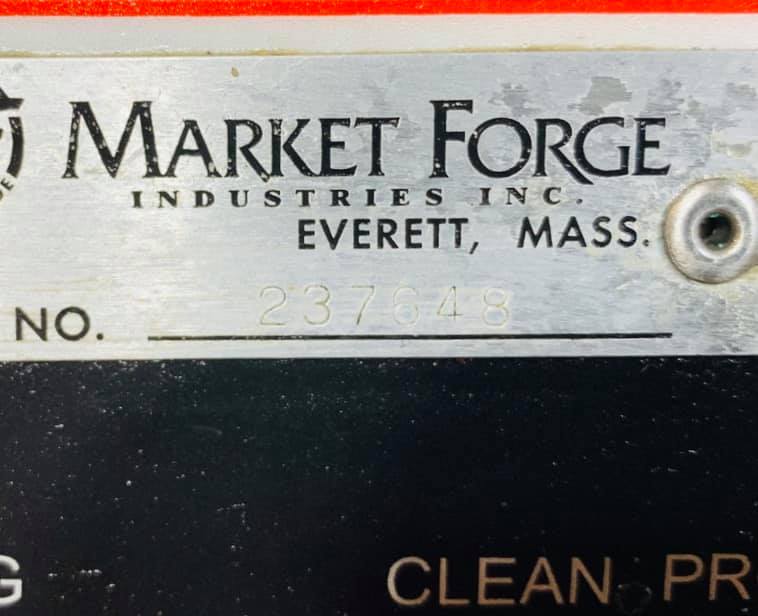 MARKET FORGE
INDUSTRIES INC.
EVERETT, MASS.
NO. 237648
CLEAN